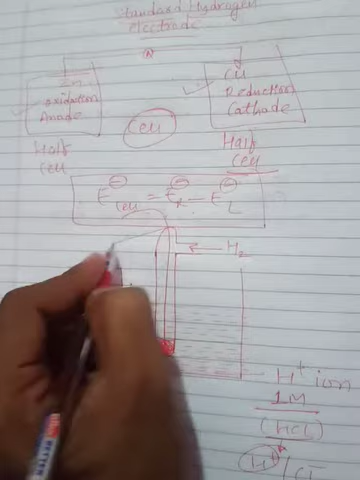 Standard Hydrogen
electrode
Zn
oxidation
Anode
Half
Cell
Cell
Cu
Reduction
Cathode
Half
Cell
E⊖cell = E⊖R — E⊖L
H2
H+ ion
1M
(HCl)
H+/Cl-